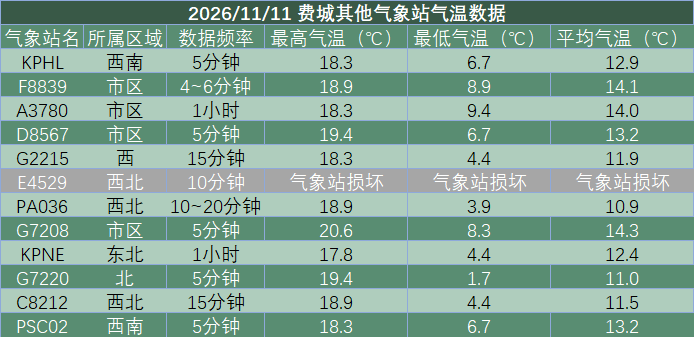 2026/11/11 费城其他气象站气温数据
气象站名 所属区域 数据频率 最高气温（℃） 最低气温（℃） 平均气温（℃）
KPHL 西南 5分钟 18.3 6.7 12.9
F8839 市区 4~6分钟 18.9 8.9 14.1
A3780 市区 1小时 18.3 9.4 14.0
D8567 市区 5分钟 19.4 6.7 13.2
G2215 西 15分钟 18.3 4.4 11.9
E4529 西北 10分钟 气象站损坏 气象站损坏 气象站损坏
PA036 西北 10~20分钟 18.9 3.9 10.9
G7208 市区 5分钟 20.6 8.3 14.3
KPNE 东北 1小时 17.8 4.4 12.4
G7220 北 5分钟 19.4 1.7 11.0
C8212 西北 15分钟 18.9 4.4 11.5
PSC02 西南 5分钟 18.3 6.7 13.2